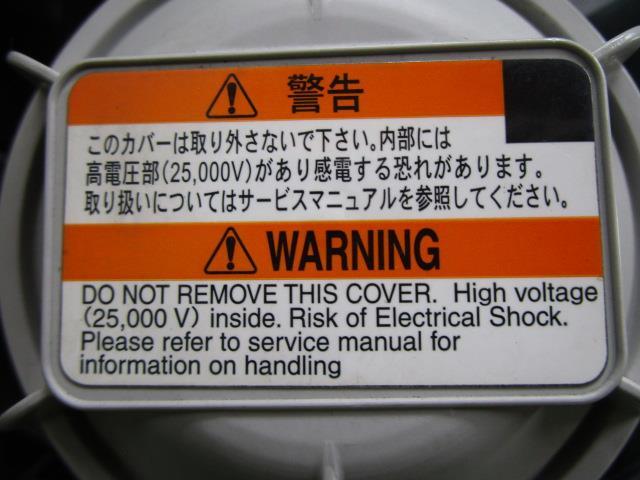 警告
このカバーは取り外さないで下さい。内部には
高電圧部(25,000V)があり感電する恐れがあります。
取り扱いについてはサービスマニュアルを参照してください。
WARNING
DO NOT REMOVE THIS COVER. High voltage
(25,000 V) inside. Risk of Electrical Shock.
Please refer to service manual for
information on handling